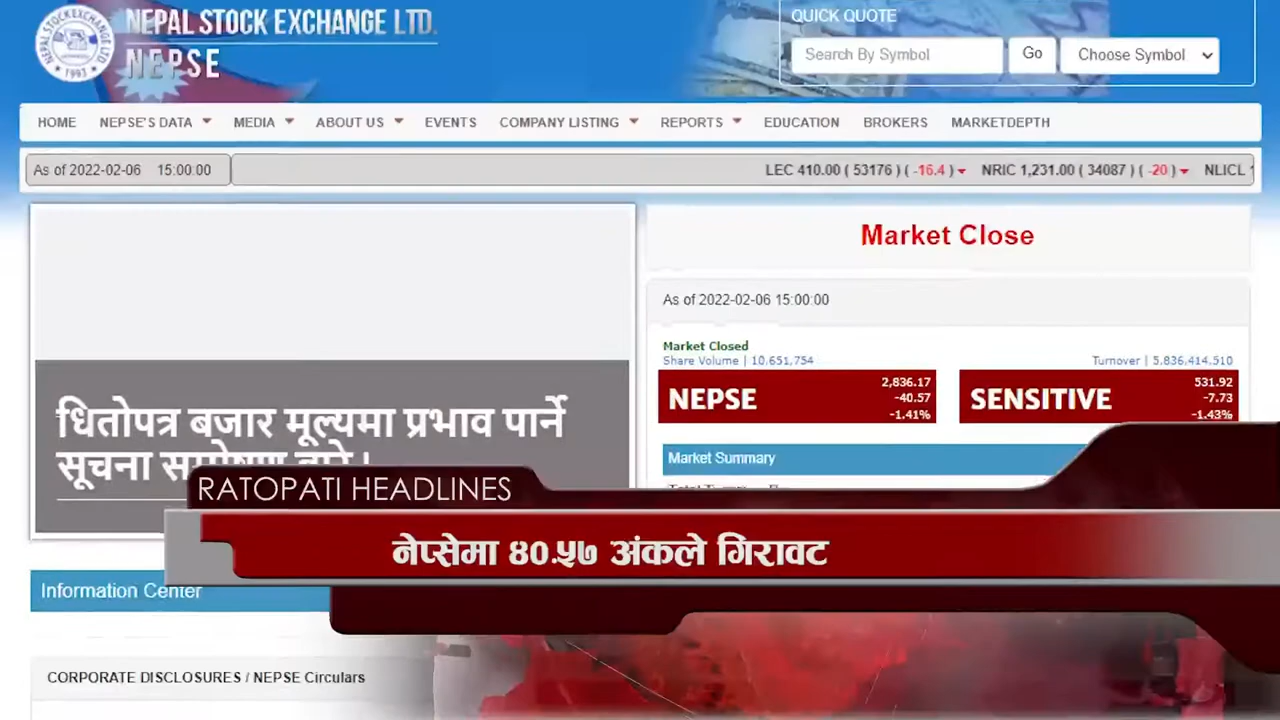 NEPAL STOCK EXCHANGE LTD.
NEPSE
NEPAL STOCK EXCHANGE LTD
1993
QUICK QUOTE
Search By Symbol
Go
Choose Symbol
HOME NEPSE'S DATA MEDIA ABOUT US EVENTS COMPANY LISTING REPORTS EDUCATION BROKERS MARKETDEPTH
As of 2022-02-06 15:00:00
LEC 410.00 ( 53176 ) ( -16.4 ) NRIC 1,231.00 ( 34087 ) ( -20 ) NLICL
Market Close
As of 2022-02-06 15:00:00
Market Closed
Share Volume | 10,651,754 Turnover | 5,836,414,510
NEPSE
2,836.17
-40.57
-1.41%
SENSITIVE
531.92
-7.73
-1.43%
Market Summary
धितोपत्र बजार मूल्यमा प्रभाव पार्ने
सूचना
RATOPATI HEADLINES
नेप्सेमा ४०.५७ अंकले गिरावट
Information Center
CORPORATE DISCLOSURES / NEPSE Circulars